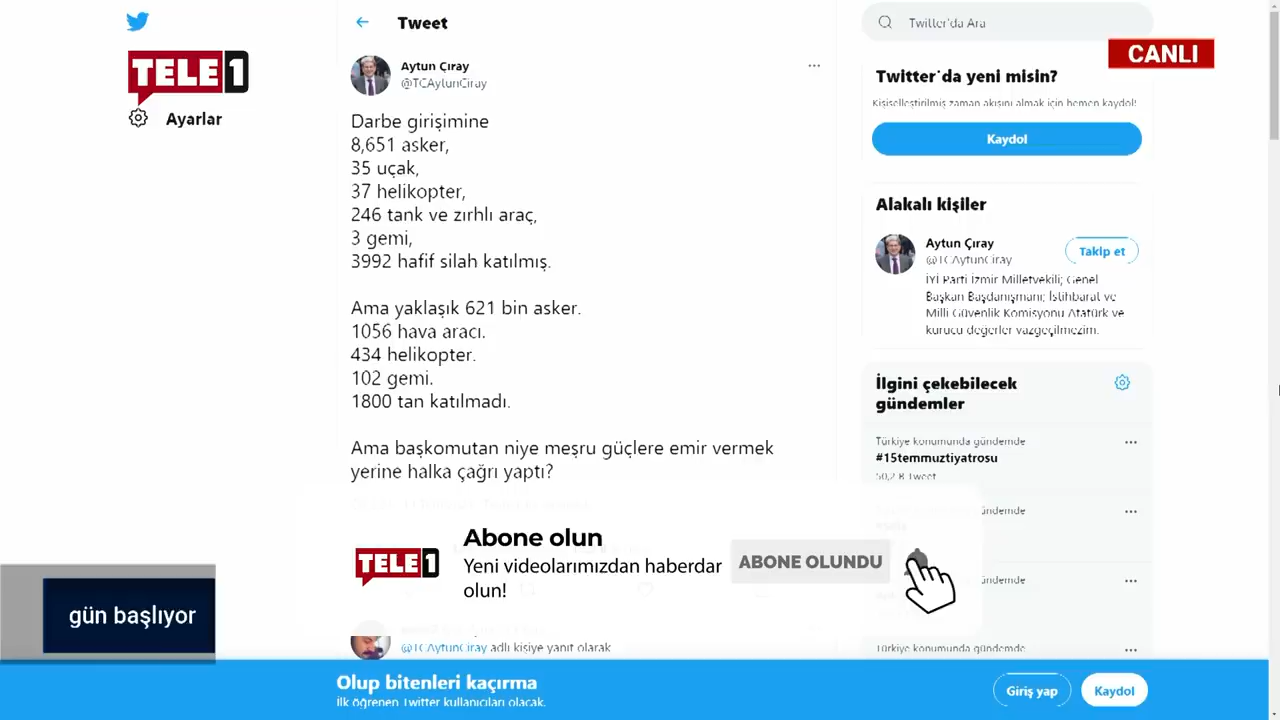 Tweet
Twitter'da Ara
CANLI
TELE1
Ayarlar
Aytun Çıray
@TCAytunCiray
Darbe girişimine
8,651 asker,
35 uçak,
37 helikopter,
246 tank ve zırhlı araç,
3 gemi,
3992 hafif silah katılmış.
Ama yaklaşık 621 bin asker.
1056 hava aracı.
434 helikopter.
102 gemi.
1800 tan katılmadı.
Ama başkomutan niye meşru güçlere emir vermek
yerine halka çağrı yaptı?
Twitter'da yeni misin?
Kişiselleştirilmiş zaman akışını almak için hemen kaydol!
Kaydol
Alakalı kişiler
Aytun Çıray
@TCAytunCiray
Takip et
İYİ Parti İzmir Milletvekili; Genel
Başkan Başdanışmanı; İstihbarat ve
Milli Güvenlik Komisyonu Atatürk ve
kurucu değerler vazgeçilmezim.
İlgini çekebilecek
gündemler
Türkiye konumunda gündemde
#15temmuztiyatrosu
50,2 B Tweet
gündemde
gündemde
Türkiye konumunda gündemde
TELE1
Abone olun
Yeni videolarımızdan haberdar
olun!
ABONE OLUNDU
gün başlıyor
@TCAytunCiray adlı kişiye yanıt olarak
Olup bitenleri kaçırma
İlk öğrenen Twitter kullanıcıları olacak.
Giriş yap
Kaydol